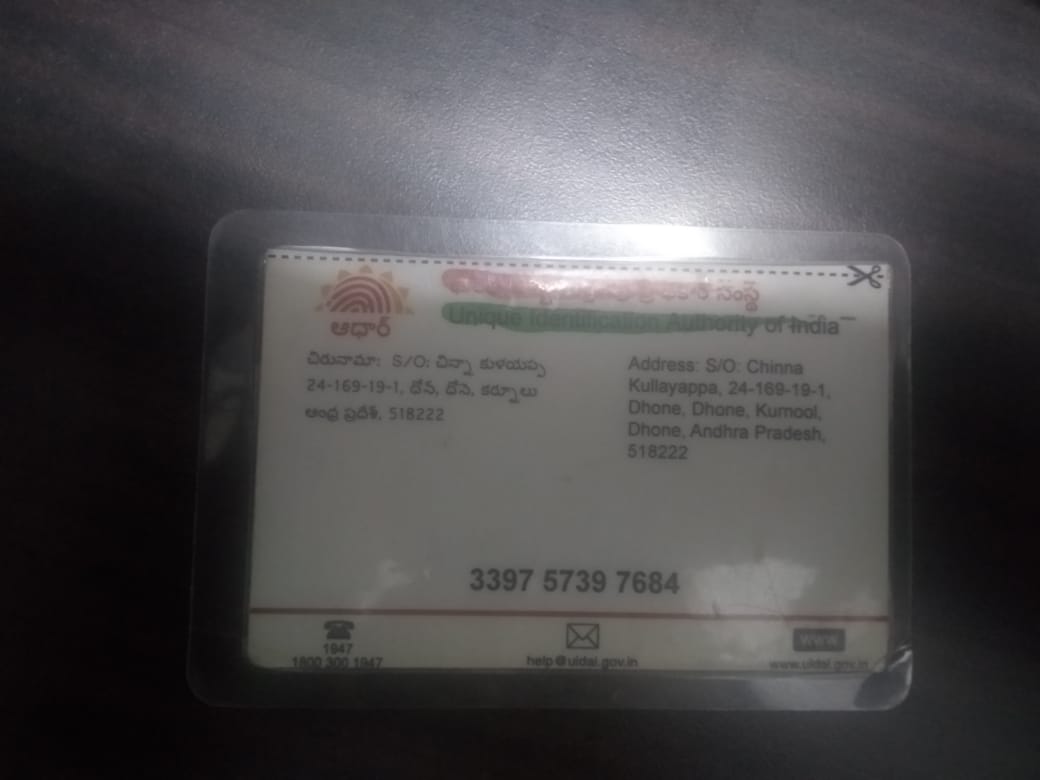 ఆధార్
సంస్థ
Unique Identification Authority of India
చిరునామా: S/O: చిన్నా కుళయప్ప
24-169-19-1, డోన్, డోన్, కర్నూలు
ఆంధ్ర ప్రదేశ్, 518222
Address: S/O: Chinna
Kullayappa, 24-169-19-1,
Dhone, Dhone, Kurnool,
Dhone, Andhra Pradesh,
518222
3397 5739 7684
1947
1800 300 1947
help@uidai.gov.in
www
www.uidai.gov.in